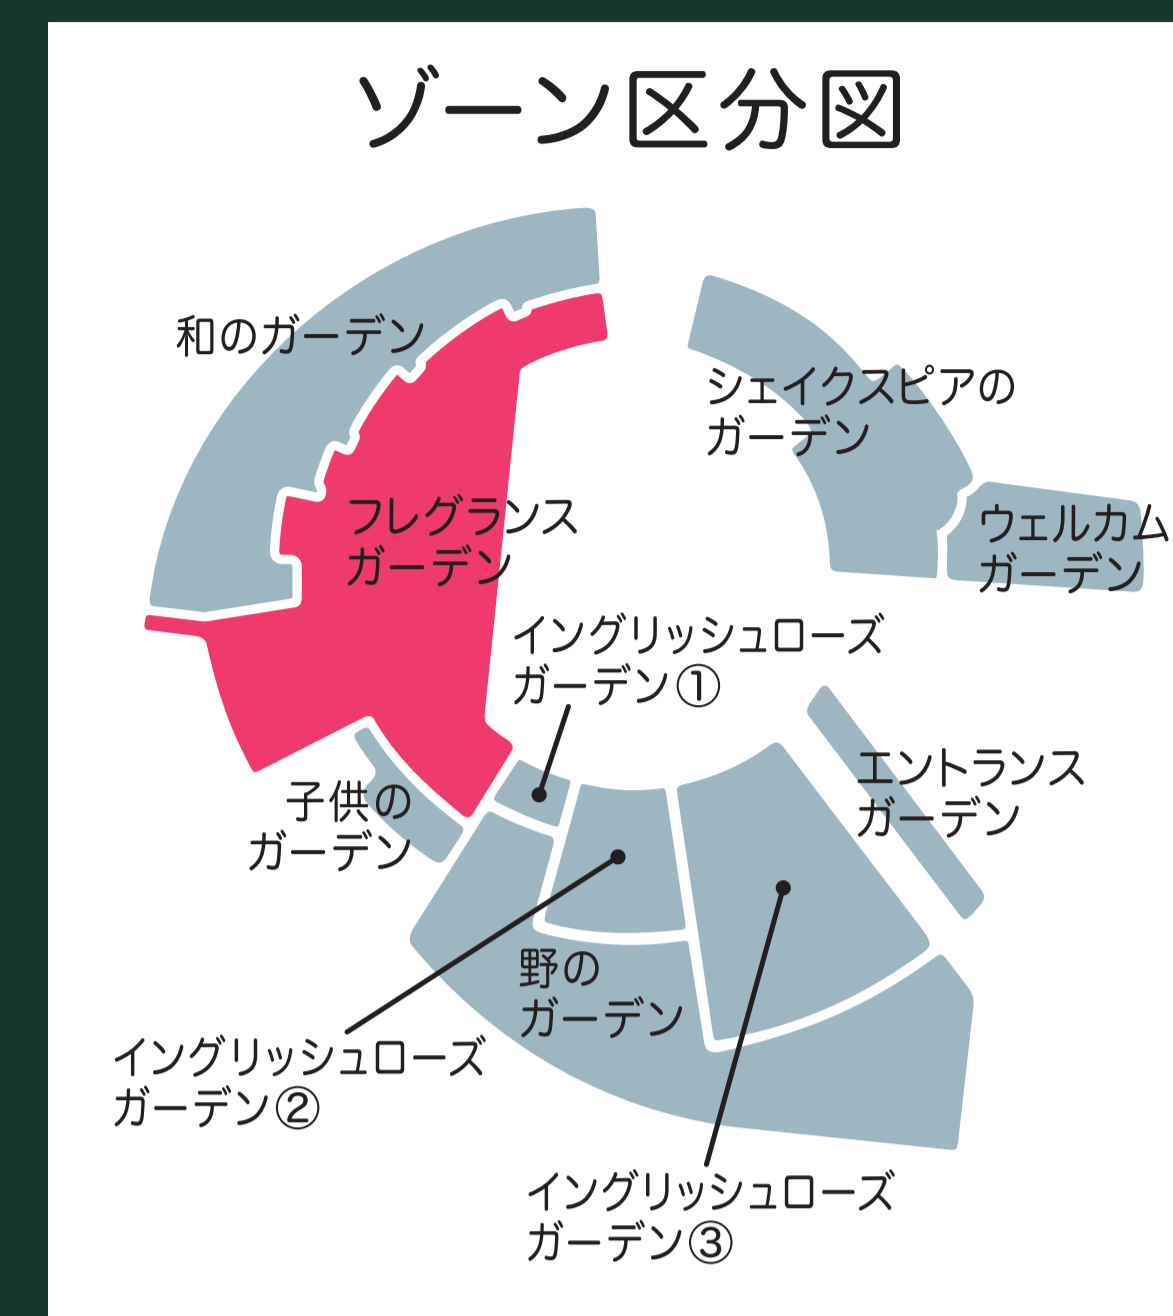 ゾーン区分図
和のガーデン
シェイクスピアの
ガーデン
フレグランス
ガーデン
ウェルカム
ガーデン
イングリッシュローズ
ガーデン①
エントランス
ガーデン
子供の
ガーデン
野の
ガーデン
イングリッシュローズ
ガーデン②
イングリッシュローズ
ガーデン③